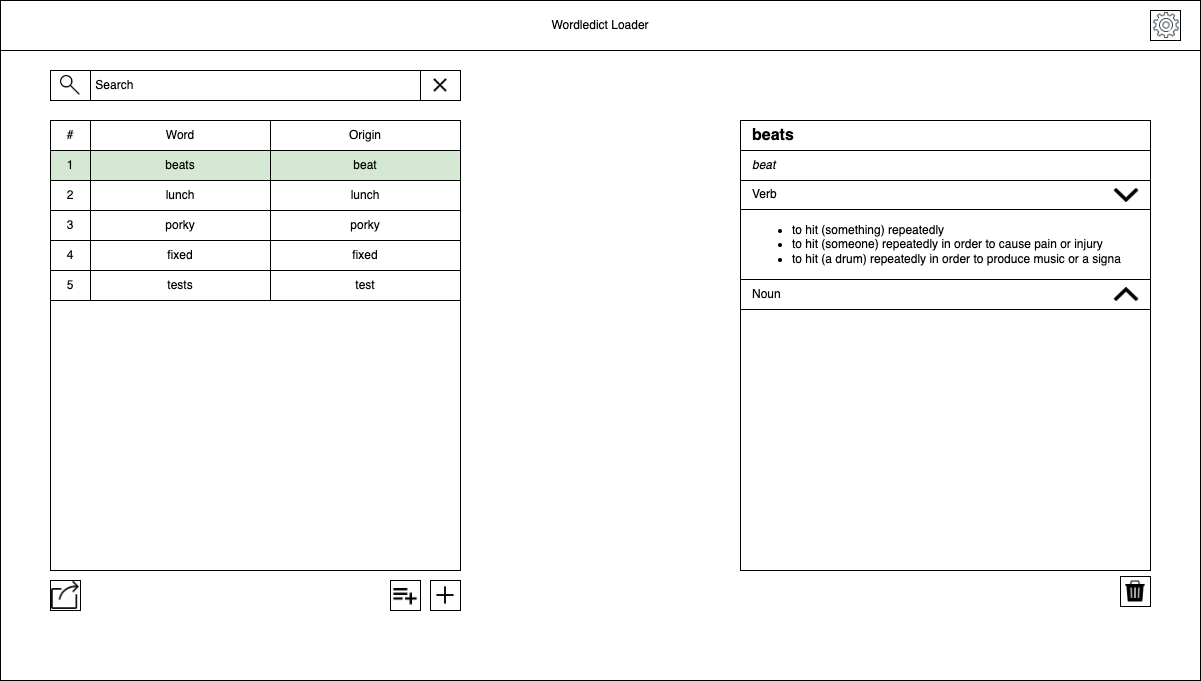 Wordledict Loader
Search
# Word Origin
1 beats beat
2 lunch lunch
3 porky porky
4 fixed fixed
5 tests test
beats
beat
Verb
• to hit (something) repeatedly
• to hit (someone) repeatedly in order to cause pain or injury
• to hit (a drum) repeatedly in order to produce music or a signa
Noun